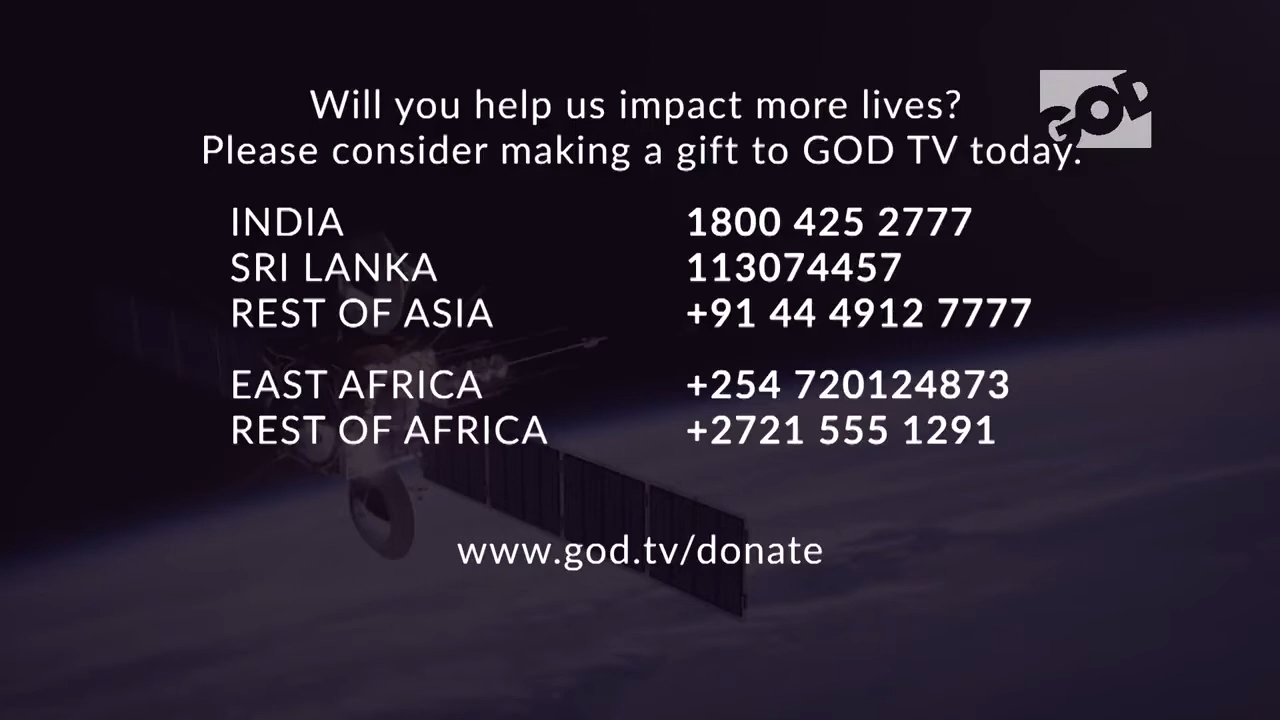 Will you help us impact more lives?
GOD
Please consider making a gift to GOD TV today.
INDIA 1800 425 2777
SRI LANKA 113074457
REST OF ASIA +91 44 4912 7777
EAST AFRICA +254 720124873
REST OF AFRICA +2721 555 1291
www.god.tv/donate